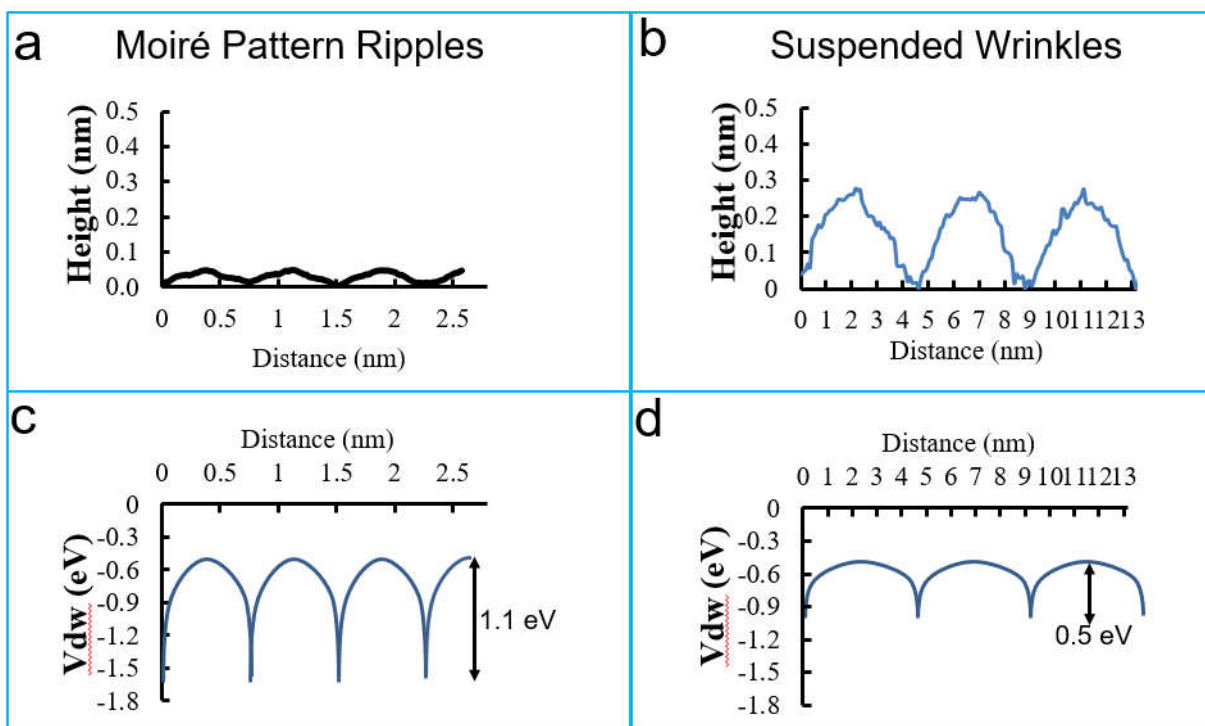 a Moiré Pattern Ripples
Height (nm)
0.5
0.4
0.3
0.2
0.1
0.0
0 0.5 1 1.5 2 2.5
Distance (nm)
b Suspended Wrinkles
Height (nm)
0.5
0.4
0.3
0.2
0.1
0
0 1 2 3 4 5 6 7 8 9 10 11 12 13
Distance (nm)
c
Distance (nm)
0 0.5 1 1.5 2 2.5
Vdw (eV)
0
-0.3
-0.6
-0.9
-1.2
-1.5
-1.8
1.1 eV
d
Distance (nm)
0 1 2 3 4 5 6 7 8 9 10 11 12 13
Vdw (eV)
0
-0.3
-0.6
-0.9
-1.2
-1.5
-1.8
0.5 eV